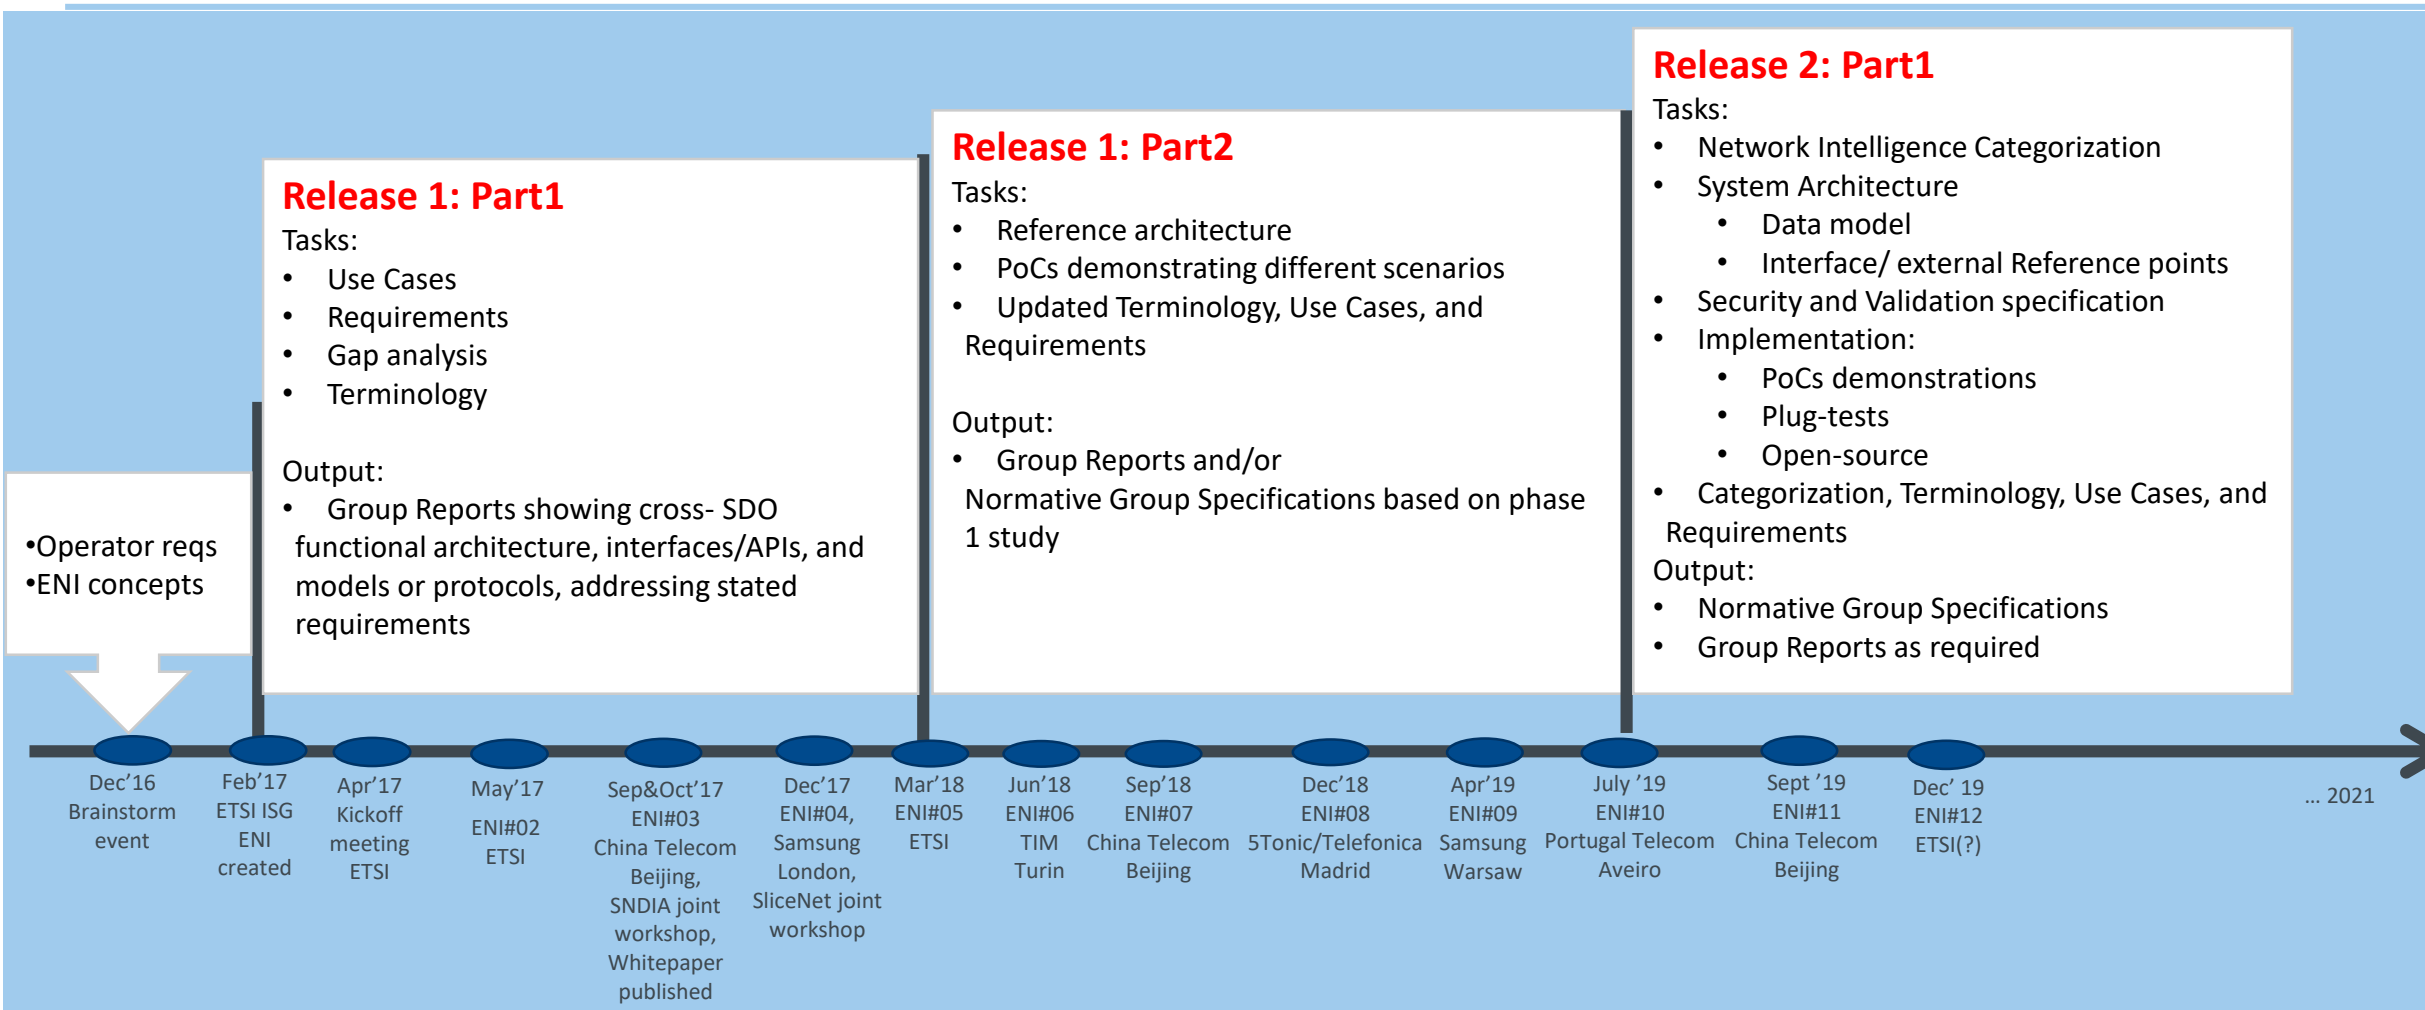 •Operator reqs
•ENI concepts
Release 1: Part1
Tasks:
• Use Cases
• Requirements
• Gap analysis
• Terminology
Output:
• Group Reports showing cross- SDO
functional architecture, interfaces/APIs, and
models or protocols, addressing stated
requirements
Release 1: Part2
Tasks:
• Reference architecture
• PoCs demonstrating different scenarios
• Updated Terminology, Use Cases, and
Requirements
Output:
• Group Reports and/or
Normative Group Specifications based on phase
1 study
Release 2: Part1
Tasks:
• Network Intelligence Categorization
• System Architecture
• Data model
• Interface/ external Reference points
• Security and Validation specification
• Implementation:
• PoCs demonstrations
• Plug-tests
• Open-source
• Categorization, Terminology, Use Cases, and
Requirements
Output:
• Normative Group Specifications
• Group Reports as required
Dec’16
Brainstorm
event
Feb’17
ETSI ISG
ENI
created
Apr’17
Kickoff
meeting
ETSI
May’17
ENI#02
ETSI
Sep&Oct’17
ENI#03
China Telecom
Beijing,
SNDIA joint
workshop,
Whitepaper
published
Dec’17
ENI#04,
Samsung
London,
SliceNet joint
workshop
Mar’18
ENI#05
ETSI
Jun’18
ENI#06
TIM
Turin
Sep’18
ENI#07
China Telecom
Beijing
Dec’18
ENI#08
5Tonic/Telefonica
Madrid
Apr’19
ENI#09
Samsung
Warsaw
July ’19
ENI#10
Portugal Telecom
Aveiro
Sept ’19
ENI#11
China Telecom
Beijing
Dec’ 19
ENI#12
ETSI(?)
... 2021